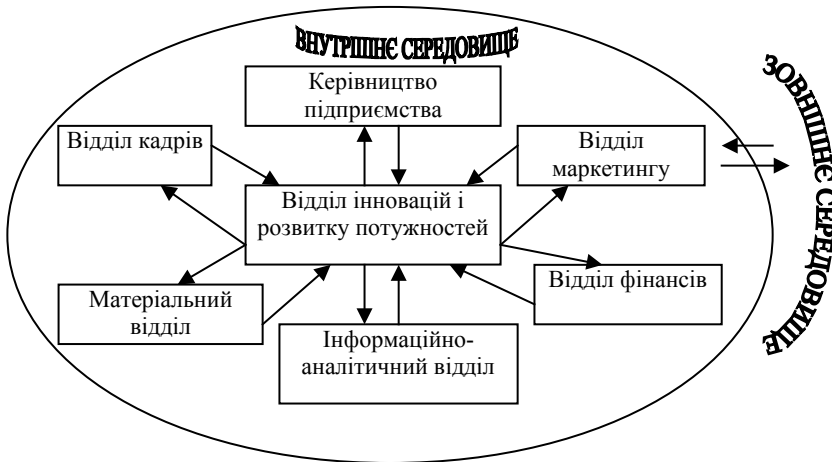 ВНУТРІШНЄ СЕРЕДОВИЩЕ
ЗОВНІШНЄ СЕРЕДОВИЩЕ
Керівництво
підприємства
Відділ кадрів
Відділ
маркетингу
Відділ інновацій і
розвитку потужностей
Матеріальний
відділ
Відділ фінансів
Інформаційно-
аналітичний відділ